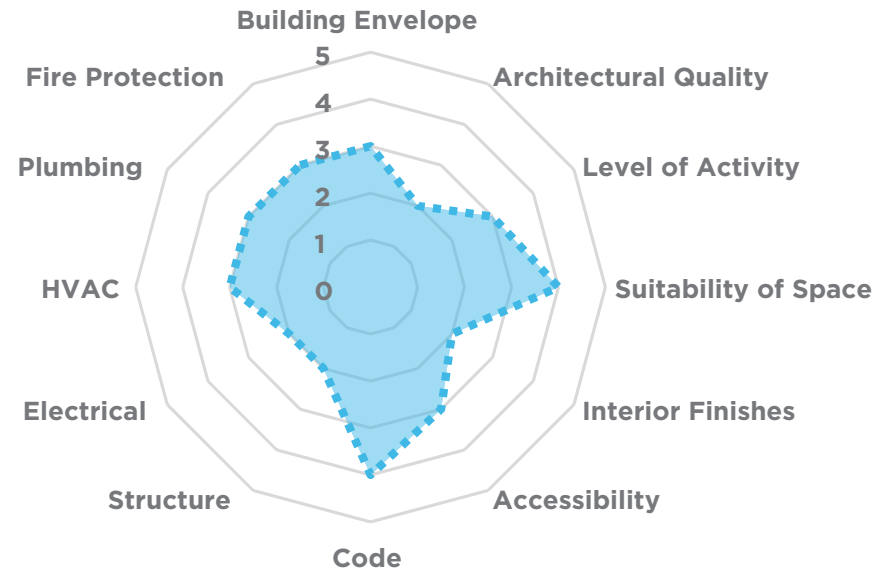 Building Envelope
5
Fire Protection
Architectural Quality
4
3
Plumbing
Level of Activity
2
1
HVAC
0
Suitability of Space
Electrical
Interior Finishes
Structure
Accessibility
Code